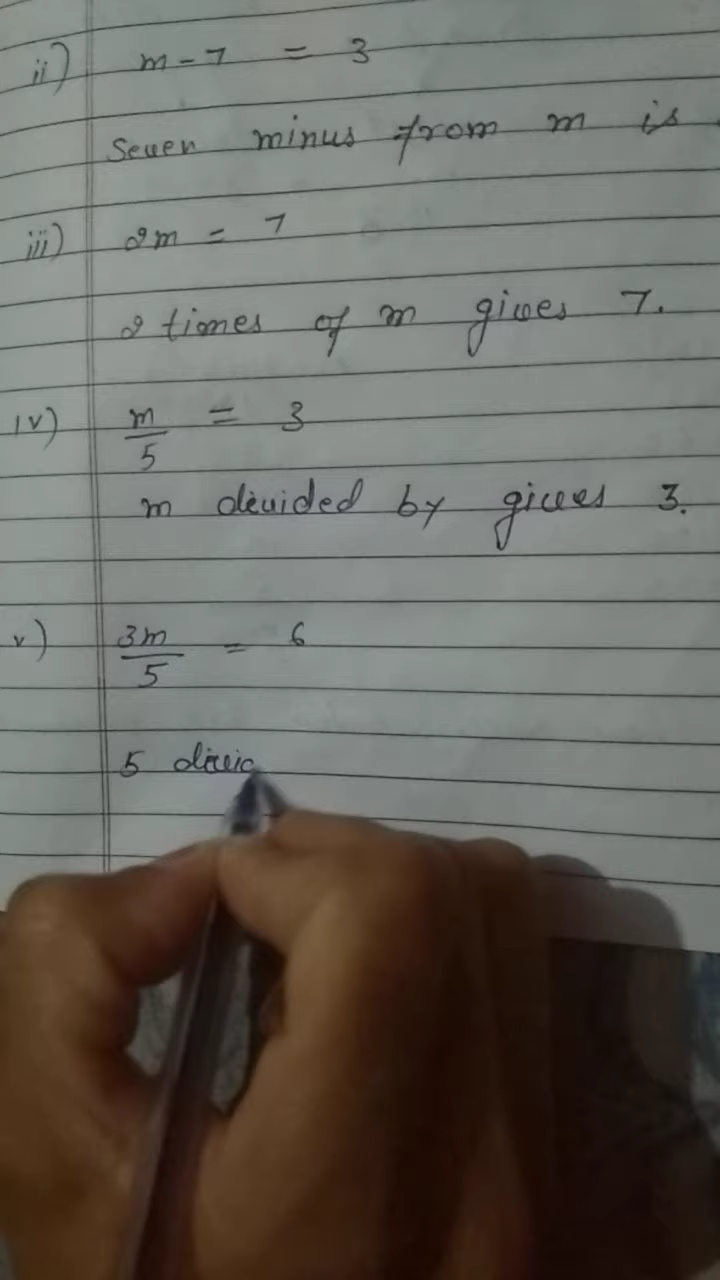 ii) m - 7 = 3
Seven minus from m is
iii) 2m = 7
2 times of m gives 7.
iv) m/5 = 3
m divided by gives 3.
v) 3m/5 = 6
5 divid